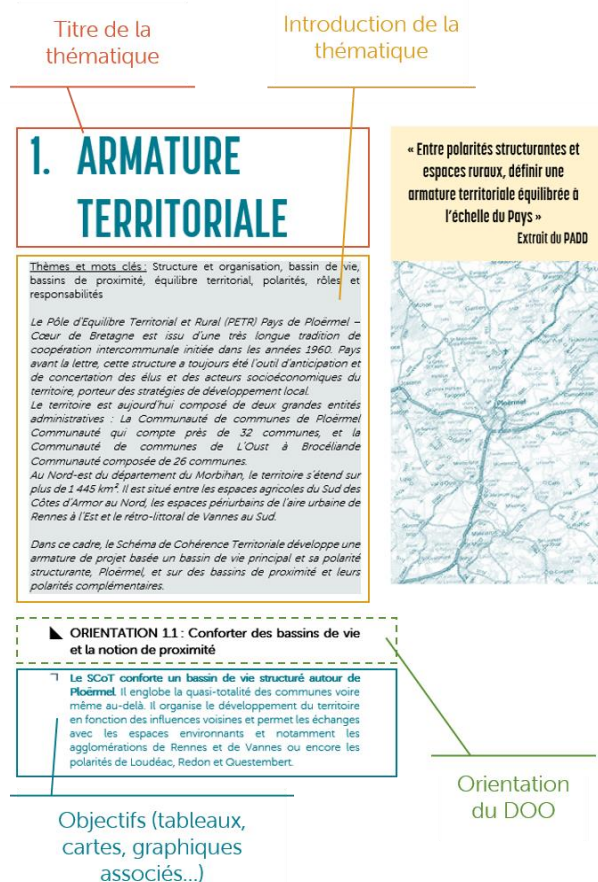 Titre de la
thématique
Introduction de la
thématique
1. ARMATURE
TERRITORIALE
« Entre polarités structurantes et
espaces ruraux, définir une
armature territoriale équilibrée à
l'échelle du Pays »
Extrait du PADD
Thèmes et mots clés : Structure et organisation, bassin de vie,
bassins de proximité, équilibre territorial, polarités, rôles et
responsabilités
Le Pôle d'Equilibre Territorial et Rural (PETR) Pays de Ploërmel –
Cœur de Bretagne est issu d'une très longue tradition de
coopération intercommunale initiée dans les années 1960. Pays
avant la lettre, cette structure a toujours été l'outil d'anticipation et
de concertation des élus et des acteurs socioéconomiques du
territoire, porteur des stratégies de développement local.
Le territoire est aujourd'hui composé de deux grandes entités
administratives : La Communauté de communes de Ploërmel
Communauté qui compte près de 32 communes, et la
Communauté de communes de L'Oust à Brocéliande
Communauté composée de 26 communes.
Au Nord-est du département du Morbihan, le territoire s'étend sur
plus de 1 445 km². Il est situé entre les espaces agricoles du Sud des
Côtes d'Armor au Nord, les espaces périurbains de l'aire urbaine de
Rennes à l'Est et le rétro-littoral de Vannes au Sud.
Dans ce cadre, le Schéma de Cohérence Territoriale développe une
armature de projet basée un bassin de vie principal et sa polarité
structurante, Ploërmel, et sur des bassins de proximité et leurs
polarités complémentaires.
Ploërmel
ORIENTATION 1.1 : Conforter des bassins de vie
et la notion de proximité
Le SCoT conforte un bassin de vie structuré autour de
Ploërmel. Il englobe la quasi-totalité des communes voire
même au-delà. Il organise le développement du territoire
en fonction des influences voisines et permet les échanges
avec les espaces environnants et notamment les
agglomérations de Rennes et de Vannes ou encore les
polarités de Loudéac, Redon et Questembert.
Orientation
du DOO
Objectifs (tableaux,
cartes, graphiques
associés...)